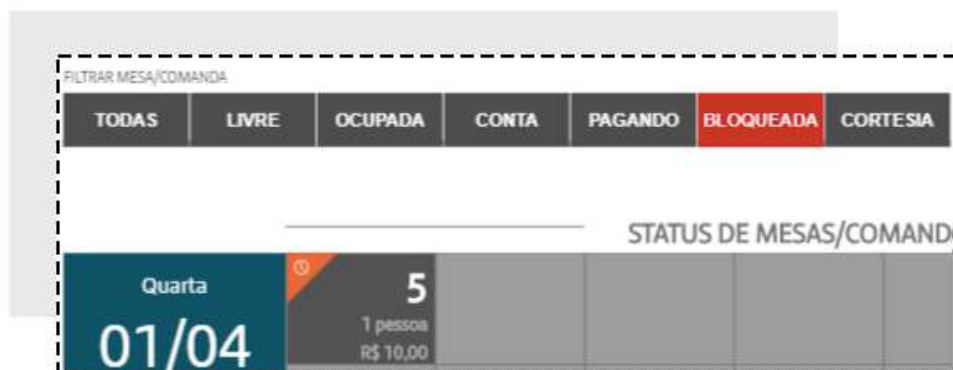 FILTRAR MESA/COMANDA
TODAS LIVRE OCUPADA CONTA PAGANDO BLOQUEADA CORTESIA
STATUS DE MESAS/COMAND
Quarta
01/04
5
1 pessoa
R$ 10,00